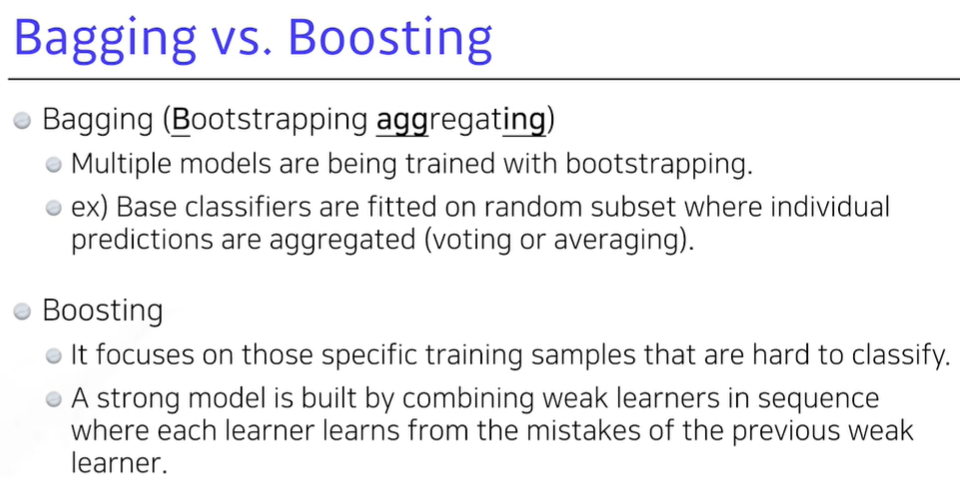 Bagging vs. Boosting
Bagging (Bootstrapping aggregating)
Multiple models are being trained with bootstrapping.
ex) Base classifiers are fitted on random subset where individual
predictions are aggregated (voting or averaging).
Boosting
It focuses on those specific training samples that are hard to classify.
A strong model is built by combining weak learners in sequence
where each learner learns from the mistakes of the previous weak
learner.